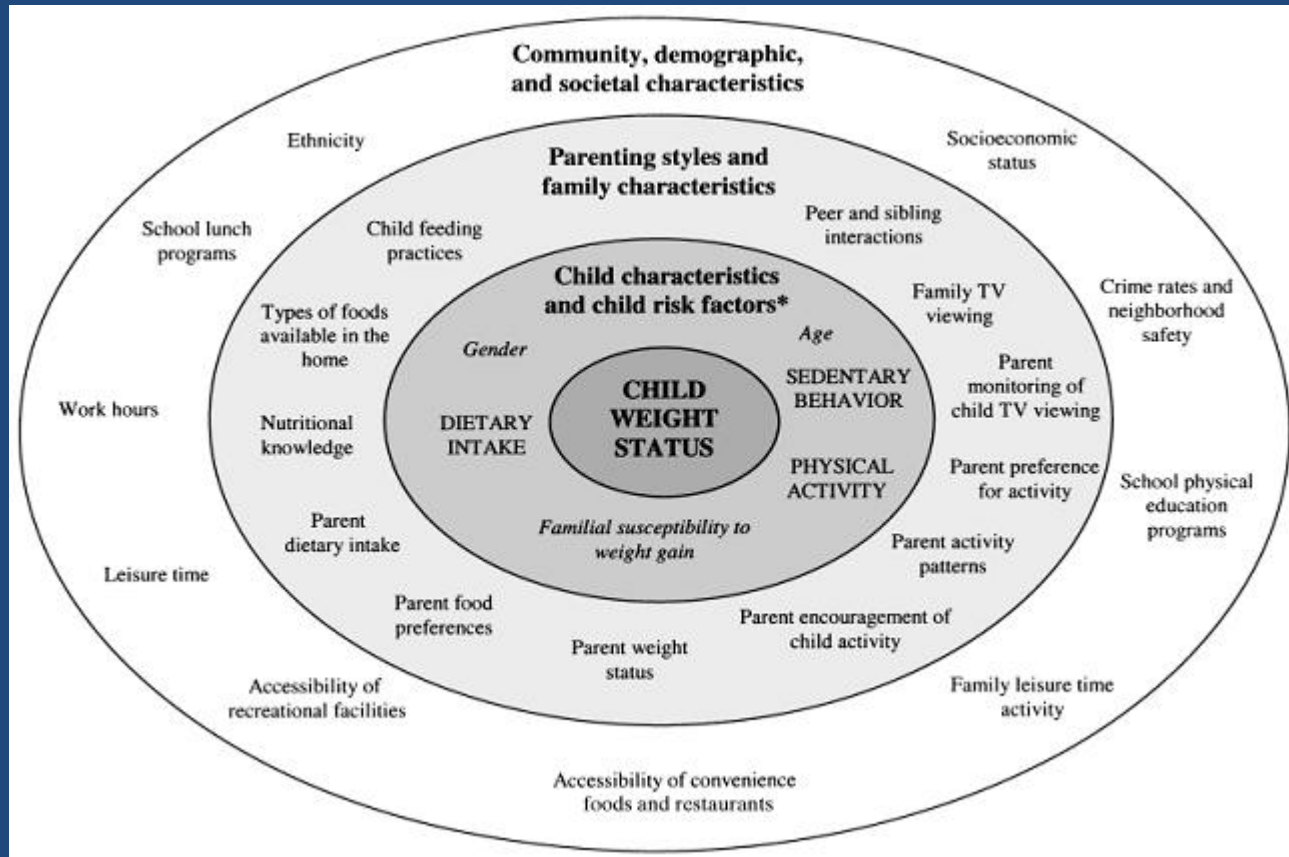 Community, demographic,
and societal characteristics
Ethnicity
Socioeconomic
status
Parenting styles and
family characteristics
School lunch
programs
Child feeding
practices
Peer and sibling
interactions
Child characteristics
and child risk factors*
Types of foods
available in the
home
Family TV
viewing
Crime rates and
neighborhood
safety
Gender
Age
Work hours
Nutritional
knowledge
DIETARY
INTAKE
CHILD
WEIGHT
STATUS
SEDENTARY
BEHAVIOR
Parent
monitoring of
child TV viewing
PHYSICAL
ACTIVITY
Parent preference
for activity
School physical
education
programs
Parent
dietary intake
Familial susceptibility to
weight gain
Parent activity
patterns
Leisure time
Parent food
preferences
Parent weight
status
Parent encouragement of
child activity
Accessibility of
recreational facilities
Family leisure time
activity
Accessibility of convenience
foods and restaurants